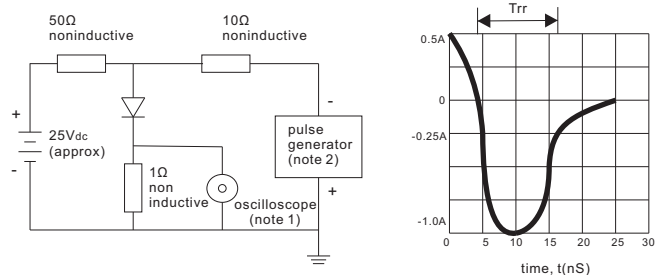 50Ω
noninductive
10Ω
noninductive
+
25Vdc
(approx)
-
1Ω
non
inductive
oscilloscope
(note 1)
-
pulse
generator
(note 2)
+
Trr
0.5A
0
-0.25A
-1.0A
0 5 10 15 20 25 30
time, t(nS)